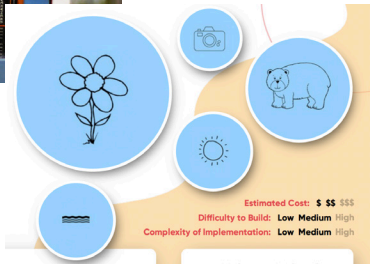 Estimated Cost: $ $$ $$$
Difficulty to Build: Low Medium High
Complexity of Implementation: Low Medium High